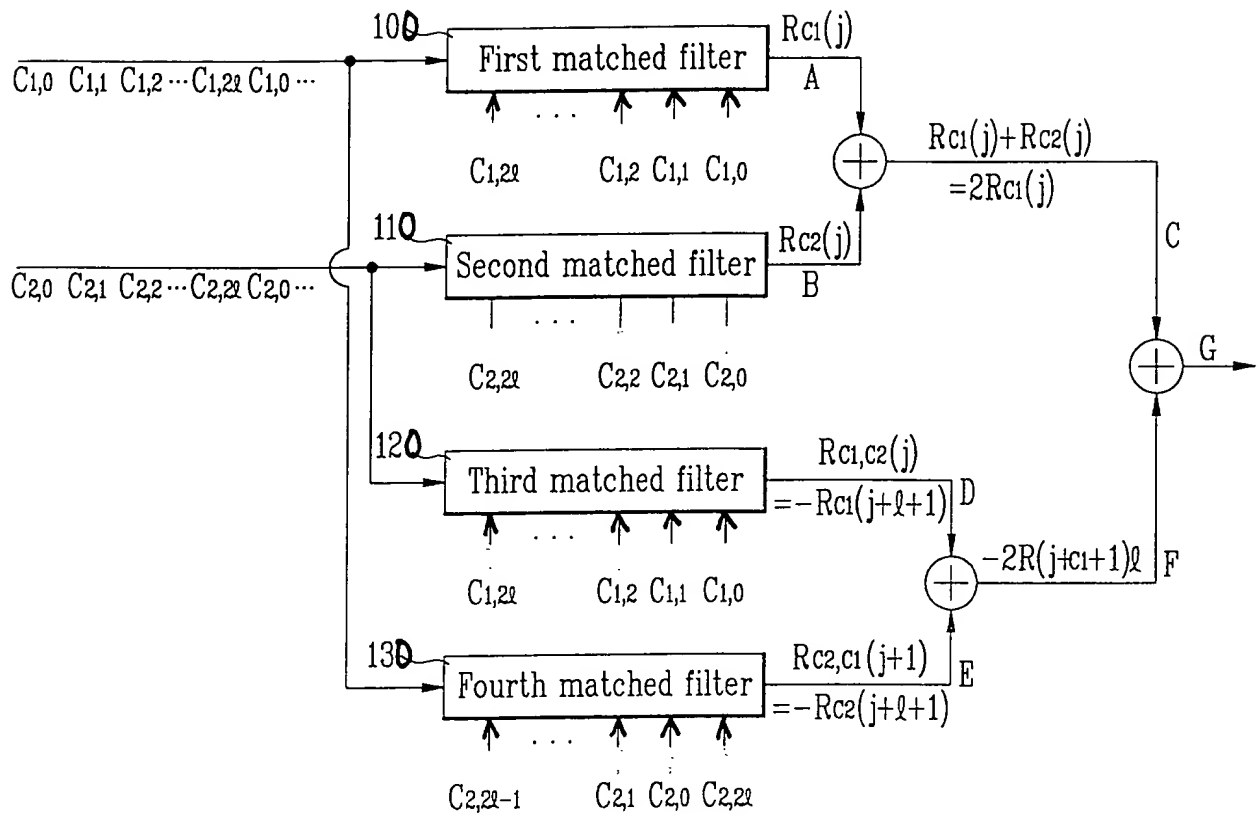 100
First matched filter
Rc1(j)
A
C1,0 C1,1 C1,2 ··· C1,2ℓ C1,0 ···
· · ·
C1,2ℓ C1,2 C1,1 C1,0
Rc1(j)+Rc2(j)
=2Rc1(j)
C
110
Second matched filter
Rc2(j)
B
C2,0 C2,1 C2,2 ··· C2,2ℓ C2,0 ···
· · ·
C2,2ℓ C2,2 C2,1 C2,0
G
120
Third matched filter
Rc1,c2(j)
=-Rc1(j+ℓ+1)
D
· · ·
C1,2ℓ C1,2 C1,1 C1,0
-2R(j+c1+1)ℓ
F
130
Fourth matched filter
Rc2,c1(j+1)
=-Rc2(j+ℓ+1)
E
· · ·
C2,2ℓ-1 C2,1 C2,0 C2,2ℓ